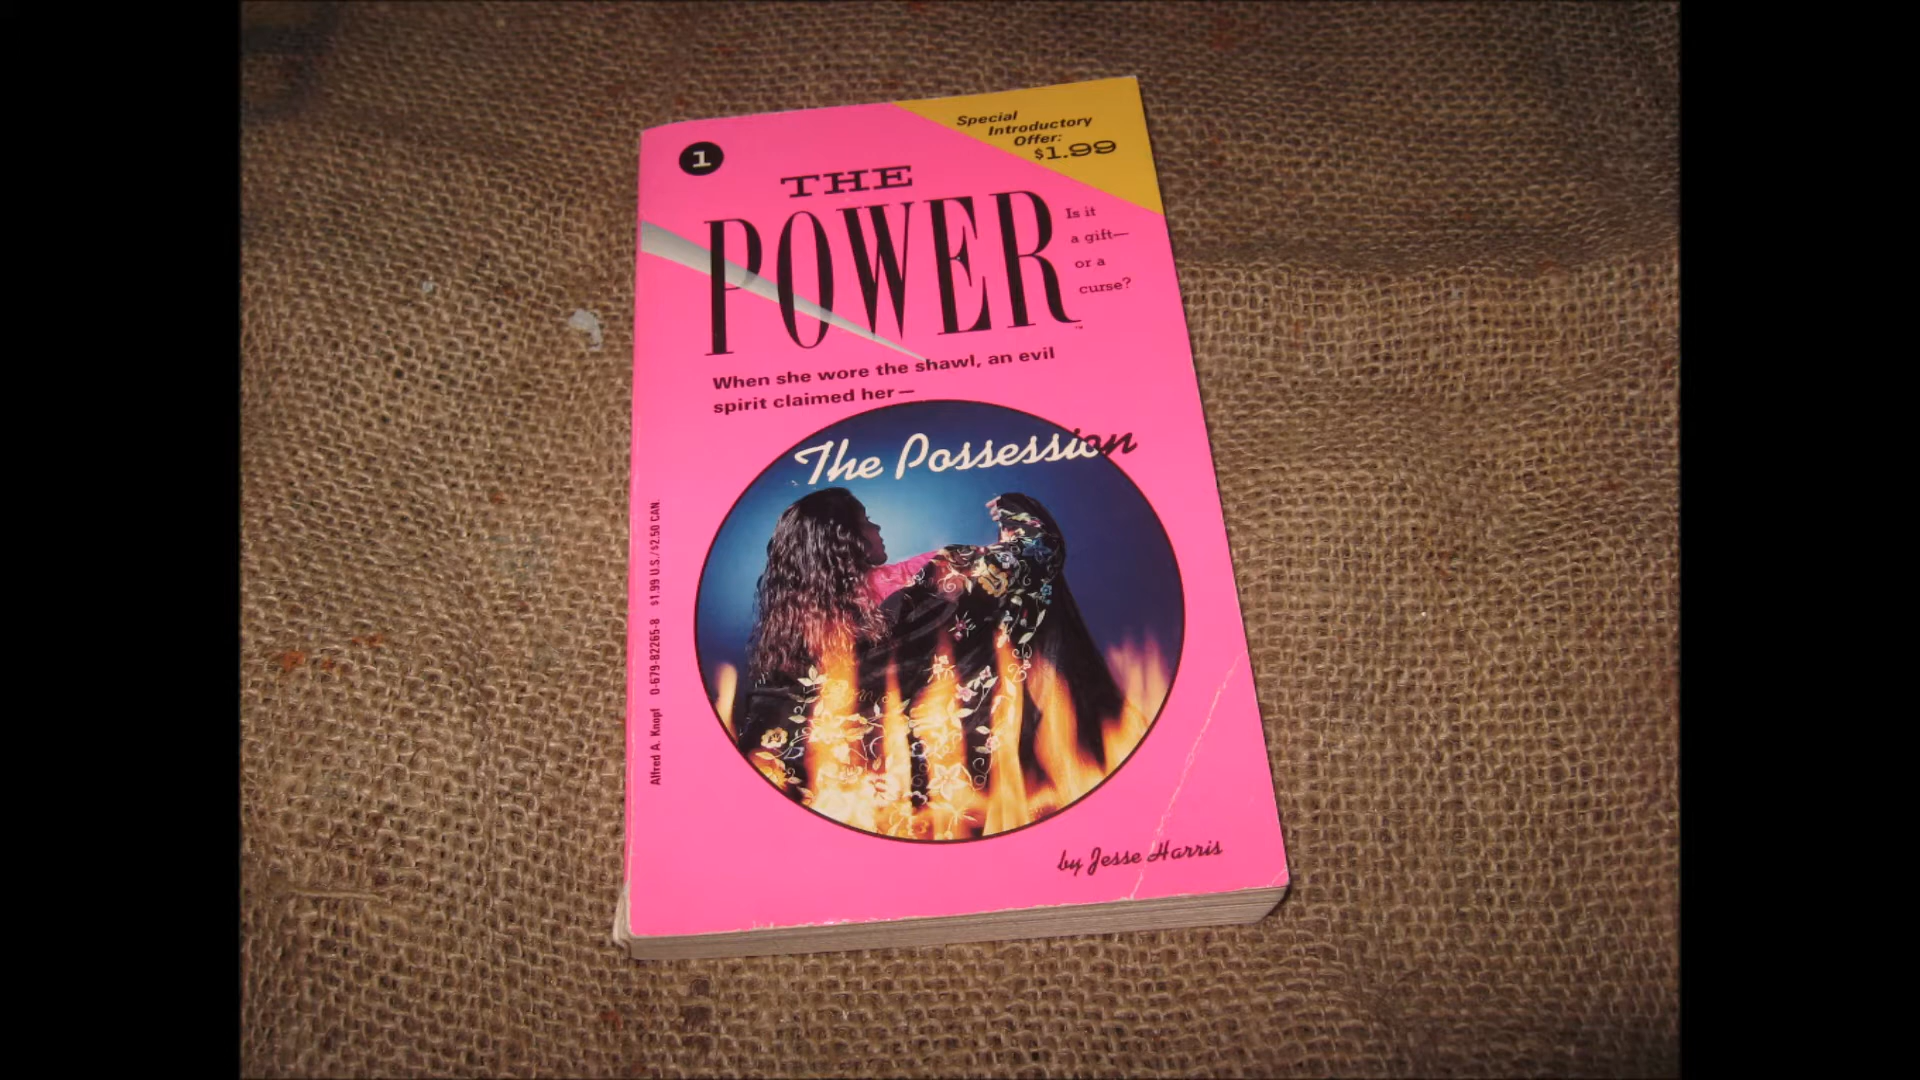 1
Special
Introductory
Offer:
$1.99
THE
POWER
™
Is it
a gift—
or a
curse?
When she wore the shawl, an evil
spirit claimed her—
The Possession
by Jesse Harris
Alfred A. Knopf 0-679-82265-8 $1.99 U.S./$2.50 CAN.